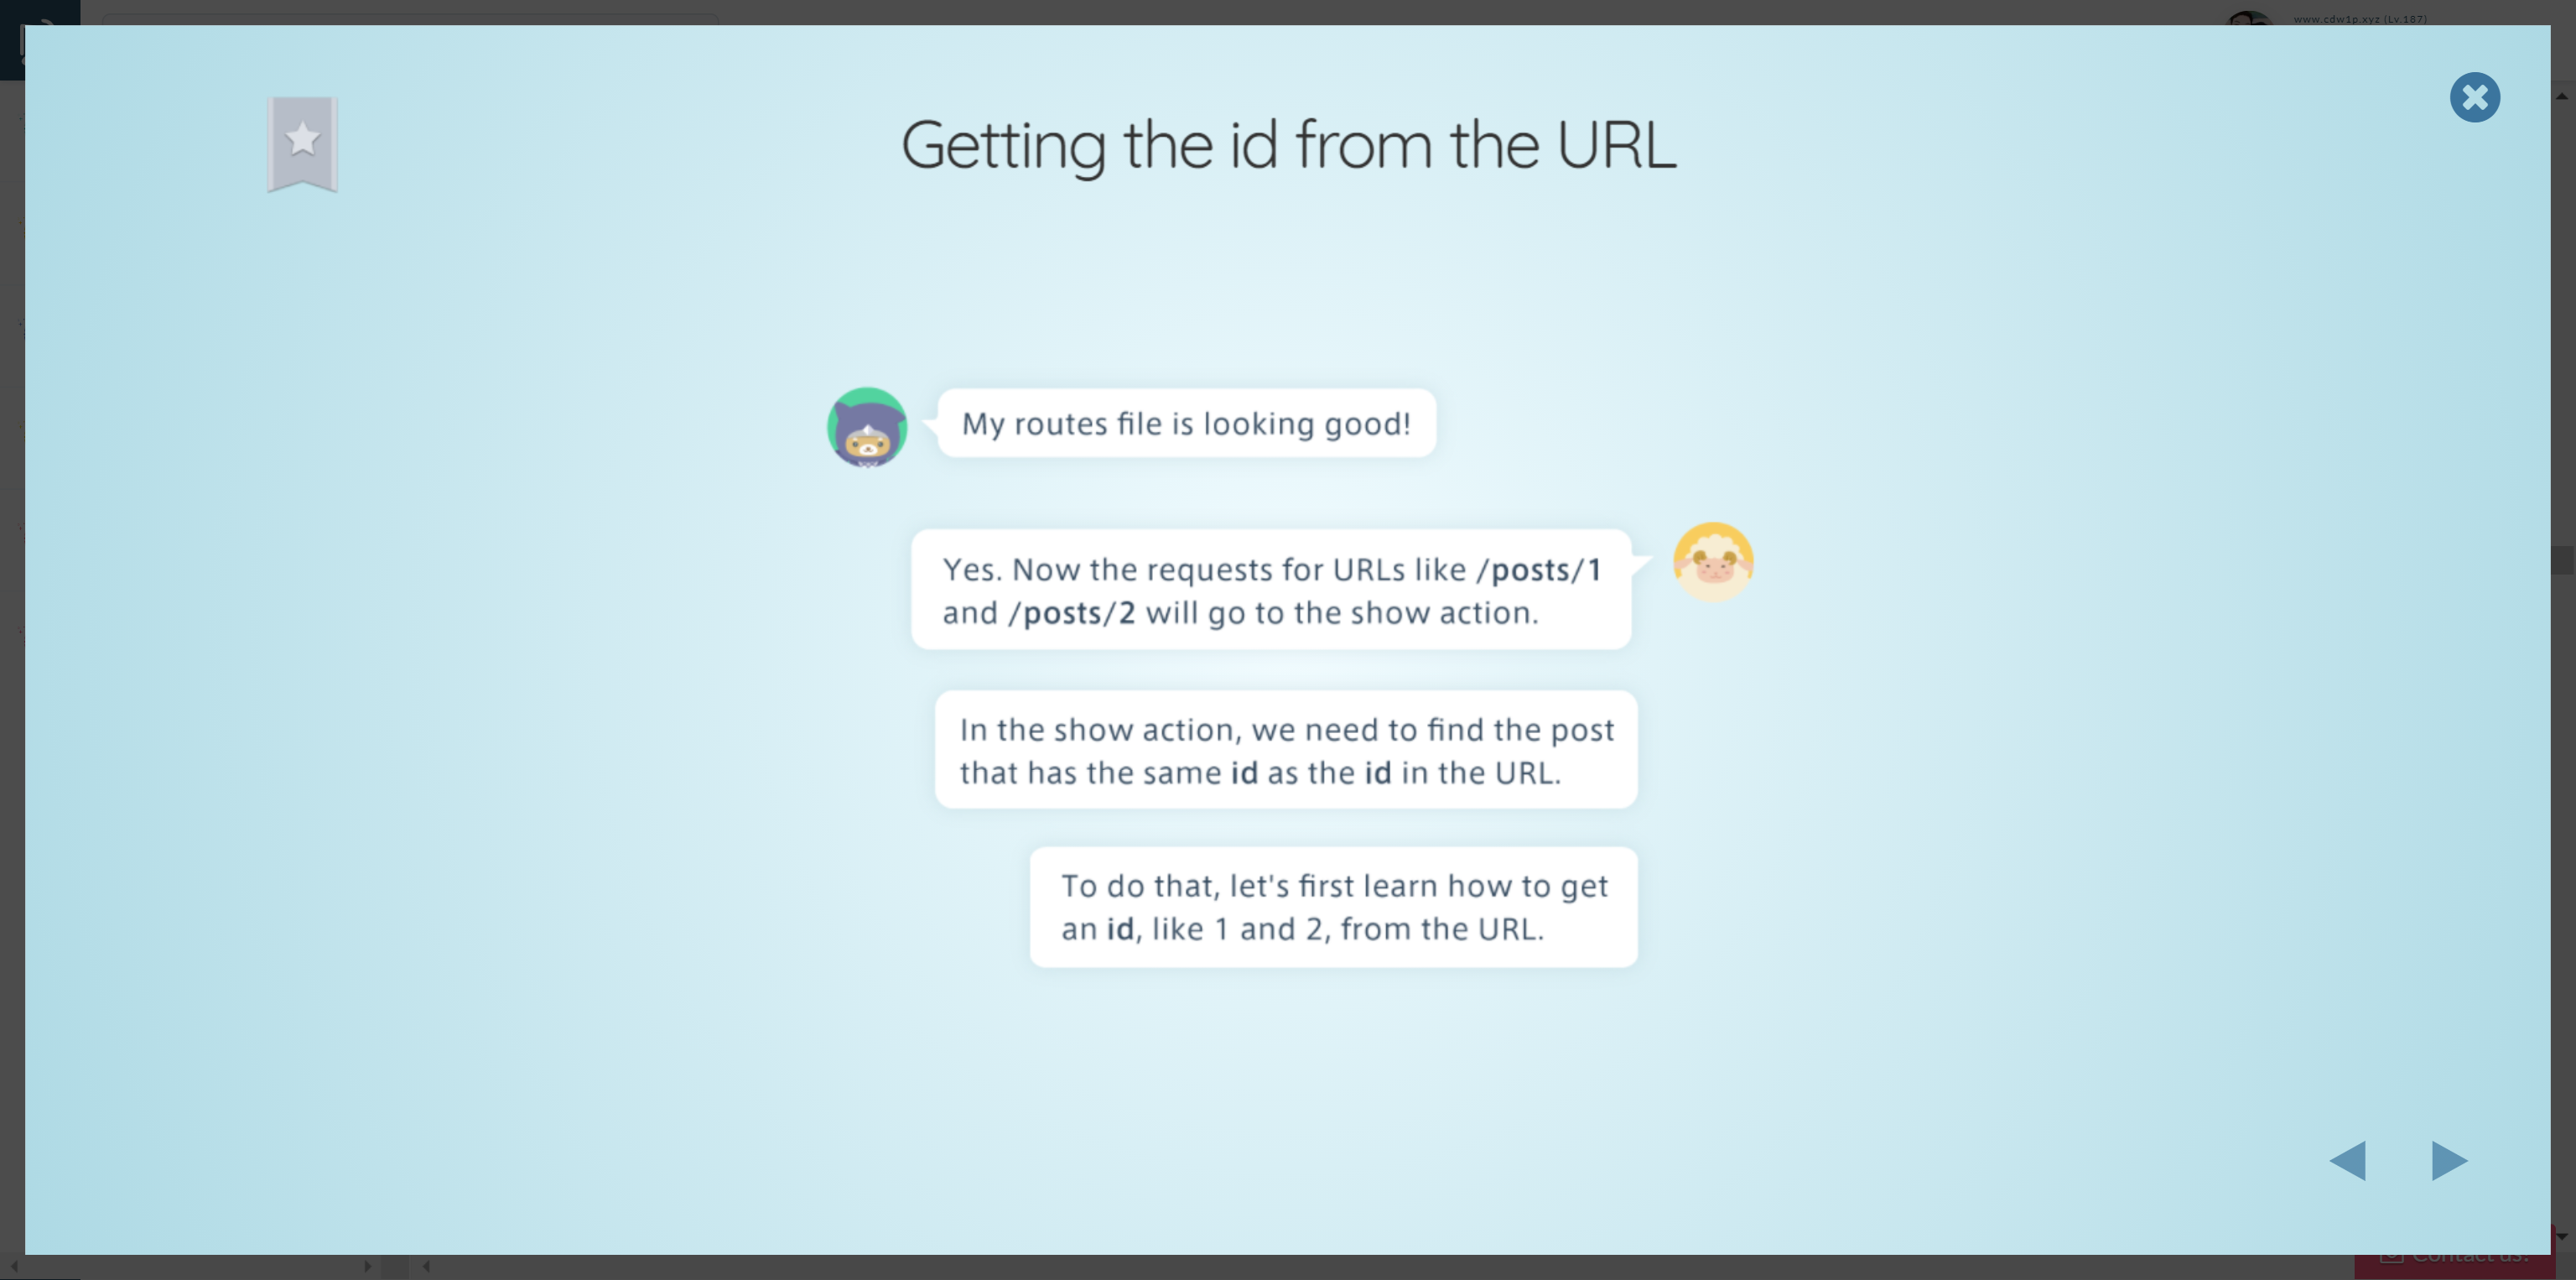 www.cdw1p.xyz (Lv.187)
Getting the id from the URL
My routes file is looking good!
Yes. Now the requests for URLs like /posts/1
and /posts/2 will go to the show action.
In the show action, we need to find the post
that has the same id as the id in the URL.
To do that, let's first learn how to get
an id, like 1 and 2, from the URL.
Contact us!